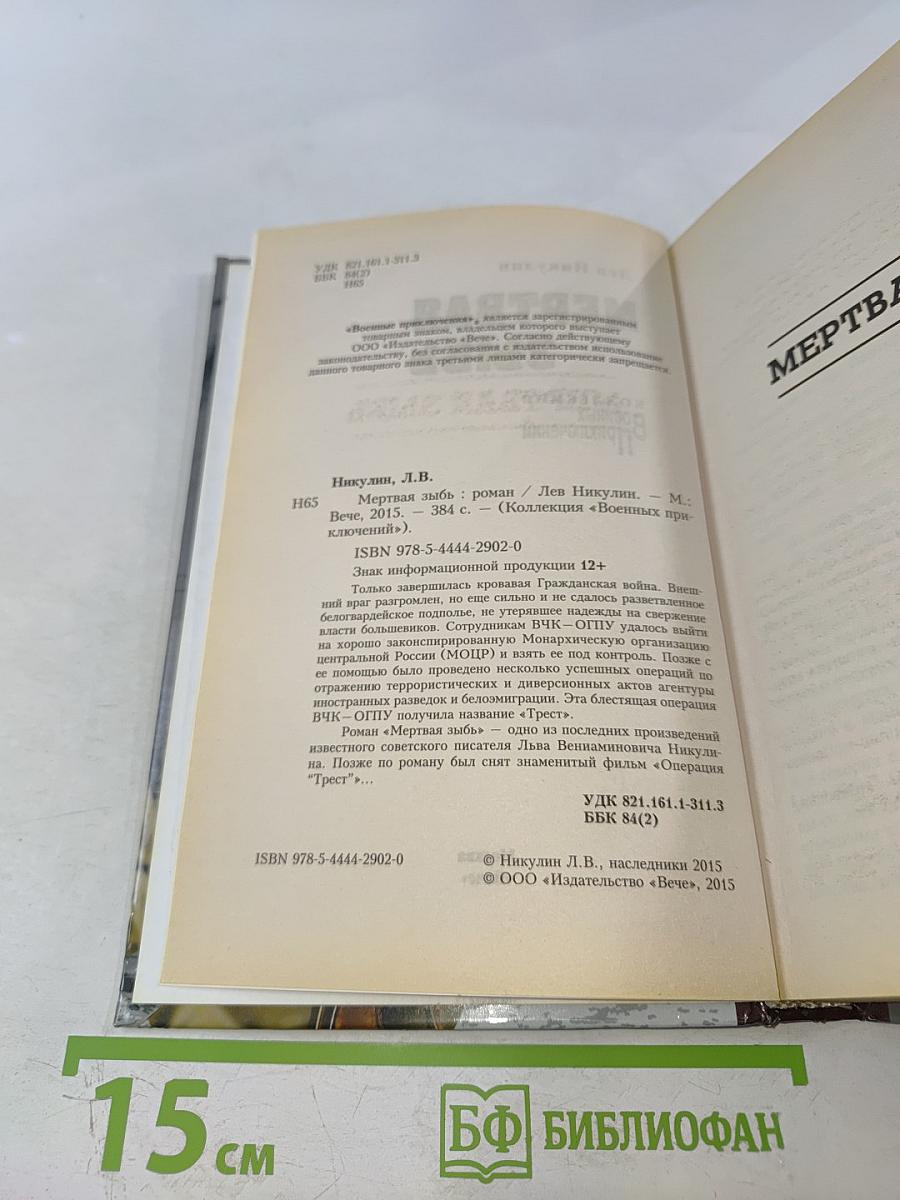 УДК 821.161.1-311.3
ББК 84(2)
Н65
«Военные приключения», является зарегистрированным
товарным знаком, владельцем которого выступает
ООО «Издательство «Вече». Согласно действующему
законодательству, без согласования с издательством использование
данного товарного знака третьими лицами категорически запрещается.
Никулин, Л.В.
Н65 Мертвая зыбь : роман / Лев Никулин. — М.:
Вече, 2015. — 384 с. — (Коллекция «Военных при-
ключений»).
ISBN 978-5-4444-2902-0
Знак информационной продукции 12+
Только завершилась кровавая Гражданская война. Внеш-
ний враг разгромлен, но еще сильно и не сдалось разветвленное
белогвардейское подполье, не утерявшее надежды на свержение
власти большевиков. Сотрудникам ВЧК—ОГПУ удалось выйти
на хорошо законспирированную Монархическую организацию
центральной России (МОЦР) и взять ее под контроль. Позже с
ее помощью было проведено несколько успешных операций по
отражению террористических и диверсионных актов агентуры
иностранных разведок и белоэмиграции. Эта блестящая операция
ВЧК—ОГПУ получила название «Трест».
Роман «Мертвая зыбь» — одно из последних произведений
известного советского писателя Льва Вениаминовича Никули-
на. Позже по роману был снят знаменитый фильм «Операция
“Трест”»...
УДК 821.161.1-311.3
ББК 84(2)
ISBN 978-5-4444-2902-0
© Никулин Л.В., наследники 2015
© ООО «Издательство «Вече», 2015
МЕРТВА
15 см
БФ БИБЛИОФАН